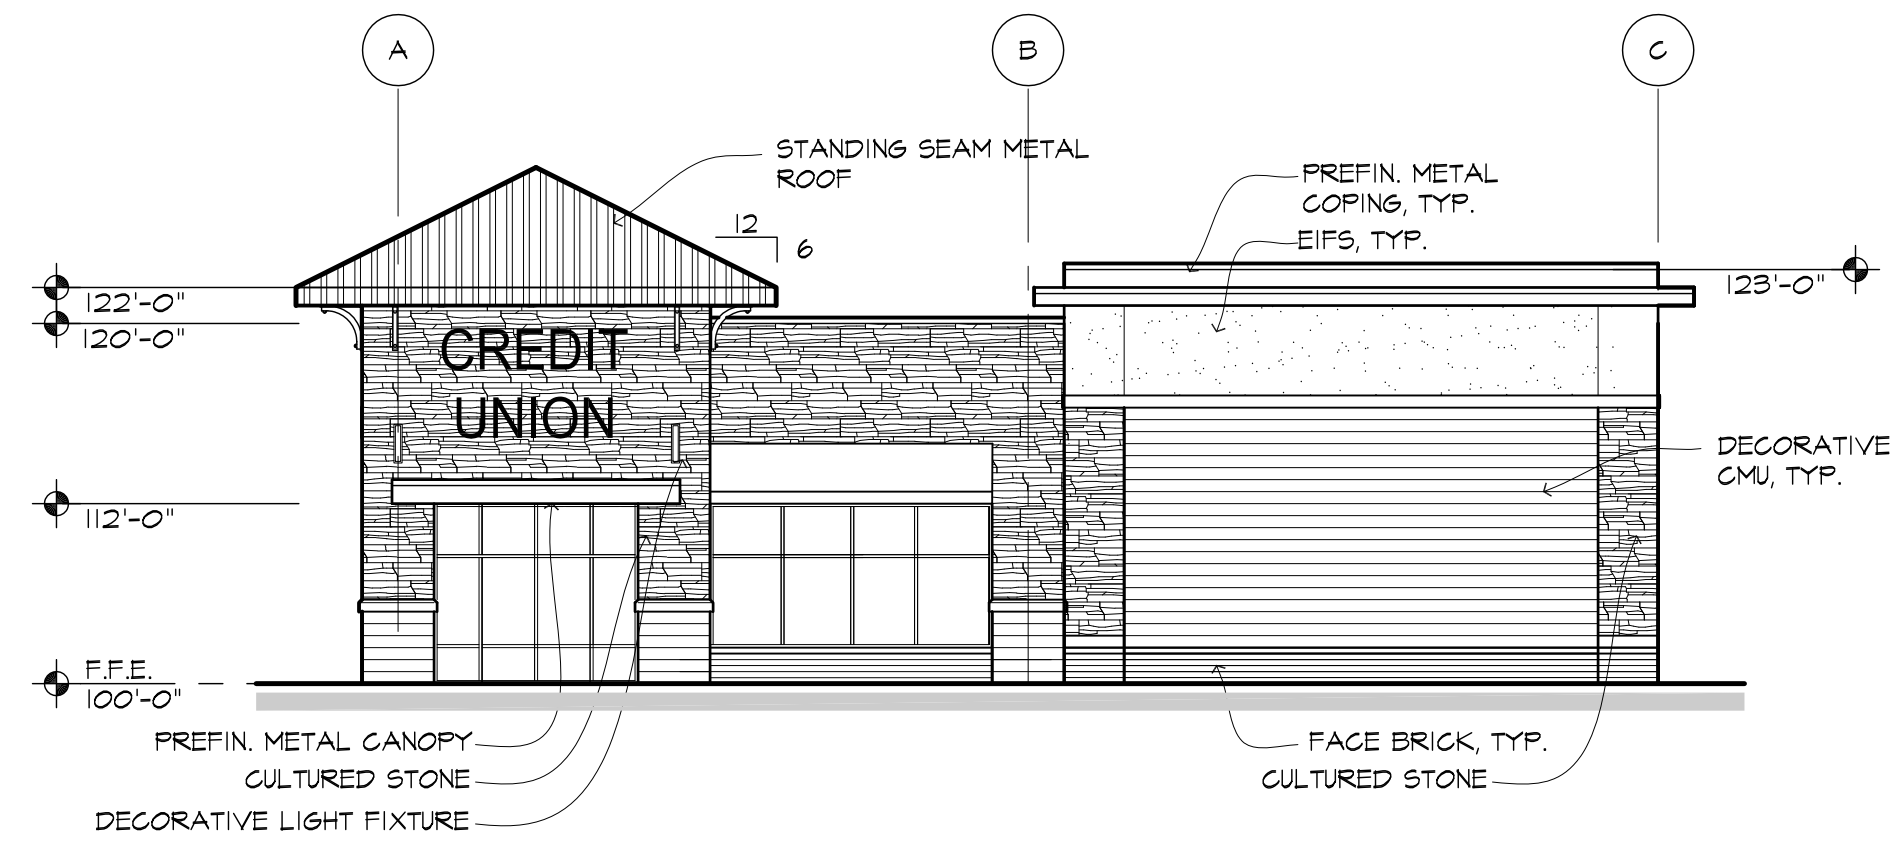 A
B
C
STANDING SEAM METAL
ROOF
PREFIN. METAL
COPING, TYP.
EIFS, TYP.
12
6
122'-0"
120'-0"
123'-0"
CREDIT
UNION
DECORATIVE
CMU, TYP.
112'-0"
F.F.E.
100'-0"
PREFIN. METAL CANOPY
CULTURED STONE
DECORATIVE LIGHT FIXTURE
FACE BRICK, TYP.
CULTURED STONE